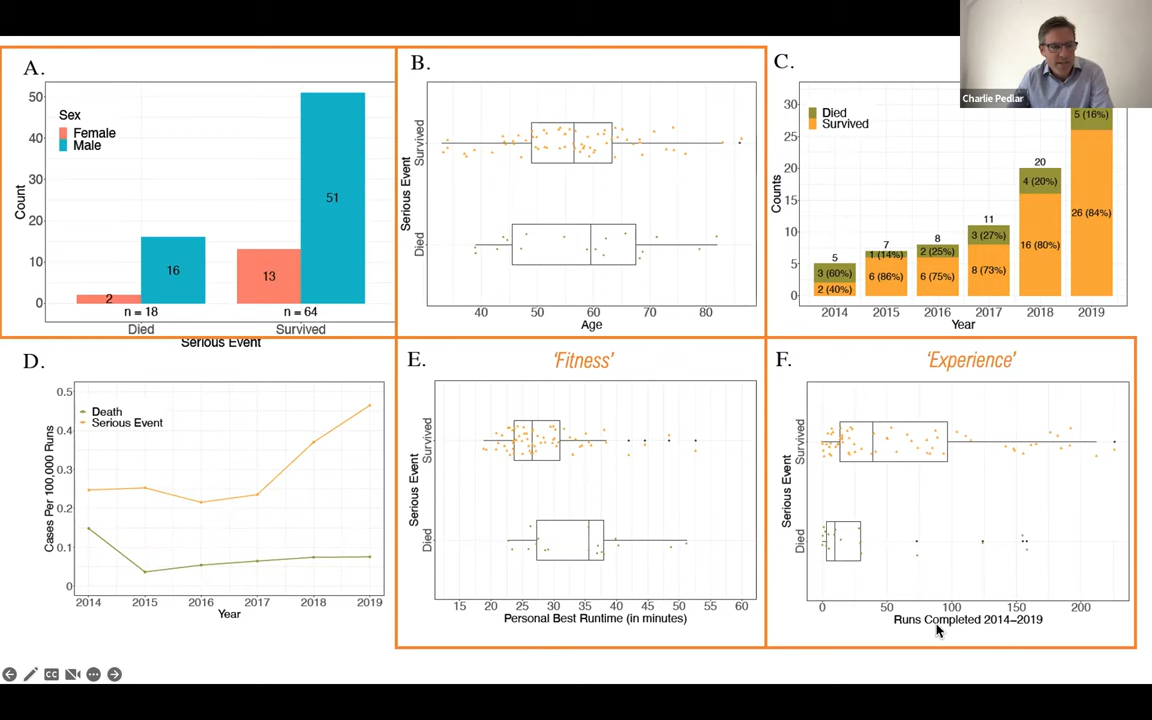 Charlie Pedlar
A.
Sex
Female
Male
Count
50
40
30
20
10
0
2
16
13
51
n = 18
n = 64
Died
Survived
Serious Event
B.
Serious Event
Survived
Died
40
50
60
70
80
Age
C.
Died
Survived
Counts
30
25
20
15
10
5
0
5
3 (60%)
2 (40%)
7
1 (14%)
6 (86%)
8
2 (25%)
6 (75%)
11
3 (27%)
8 (73%)
20
4 (20%)
16 (80%)
5 (16%)
26 (84%)
2014
2015
2016
2017
2018
2019
Year
D.
Death
Serious Event
Cases Per 100,000 Runs
0.5
0.4
0.3
0.2
0.1
0
2014
2015
2016
2017
2018
2019
Year
E.
'Fitness'
Serious Event
Survived
Died
15
20
25
30
35
40
45
50
55
60
Personal Best Runtime (in minutes)
F.
'Experience'
Serious Event
Survived
Died
0
50
100
150
200
Runs Completed 2014–2019
CC